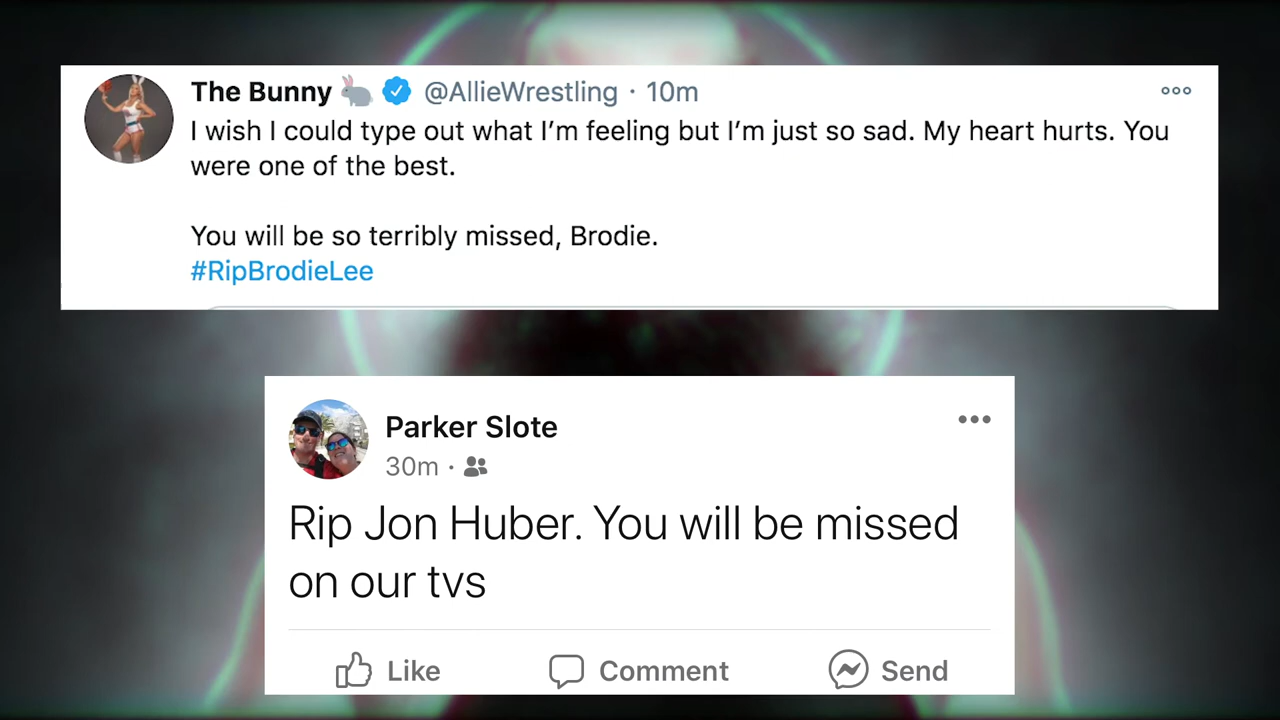 The Bunny 🐇 @AllieWrestling · 10m
I wish I could type out what I’m feeling but I’m just so sad. My heart hurts. You
were one of the best.
You will be so terribly missed, Brodie.
#RipBrodieLee
Parker Slote
30m ·
Rip Jon Huber. You will be missed
on our tvs
Like Comment Send